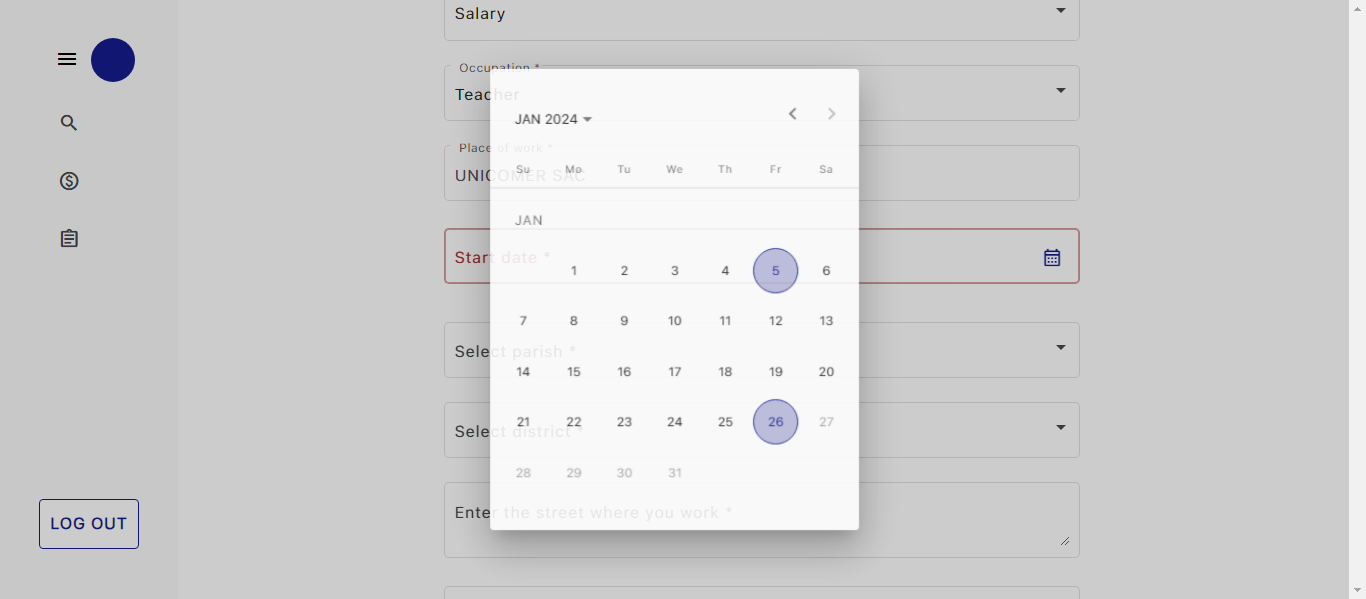 Salary
Occupation *
Teacher
Place of work *
UNICOMER SAC
Start date *
Select parish *
Select district *
Enter the street where you work *
LOG OUT
JAN 2024
Su Mo Tu We Th Fr Sa
JAN
1 2 3 4 5 6
7 8 9 10 11 12 13
14 15 16 17 18 19 20
21 22 23 24 25 26 27
28 29 30 31